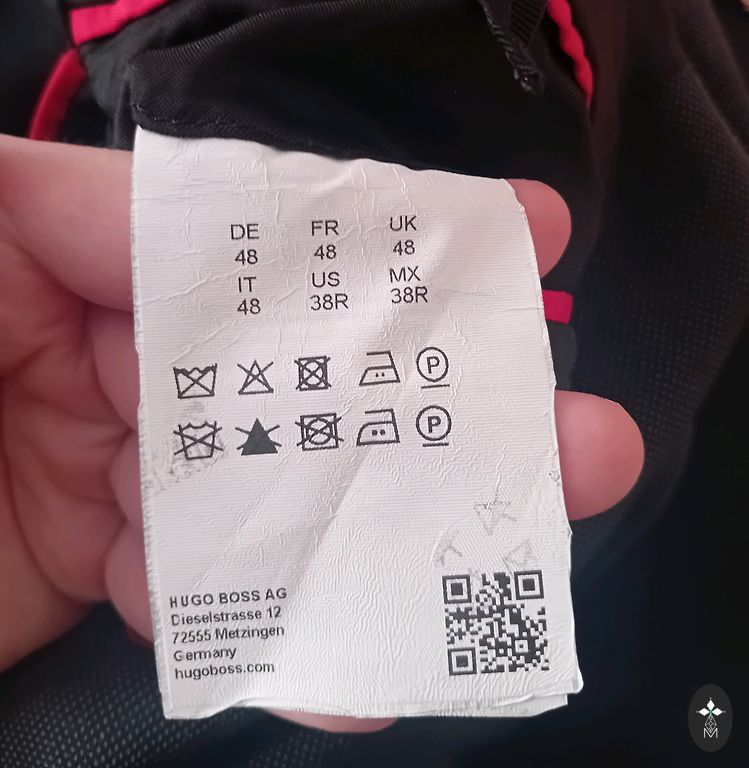 DE FR UK
48 48 48
IT US MX
48 38R 38R
P
P
HUGO BOSS AG
Dieselstrasse 12
72555 Metzingen
Germany
hugoboss.com
M